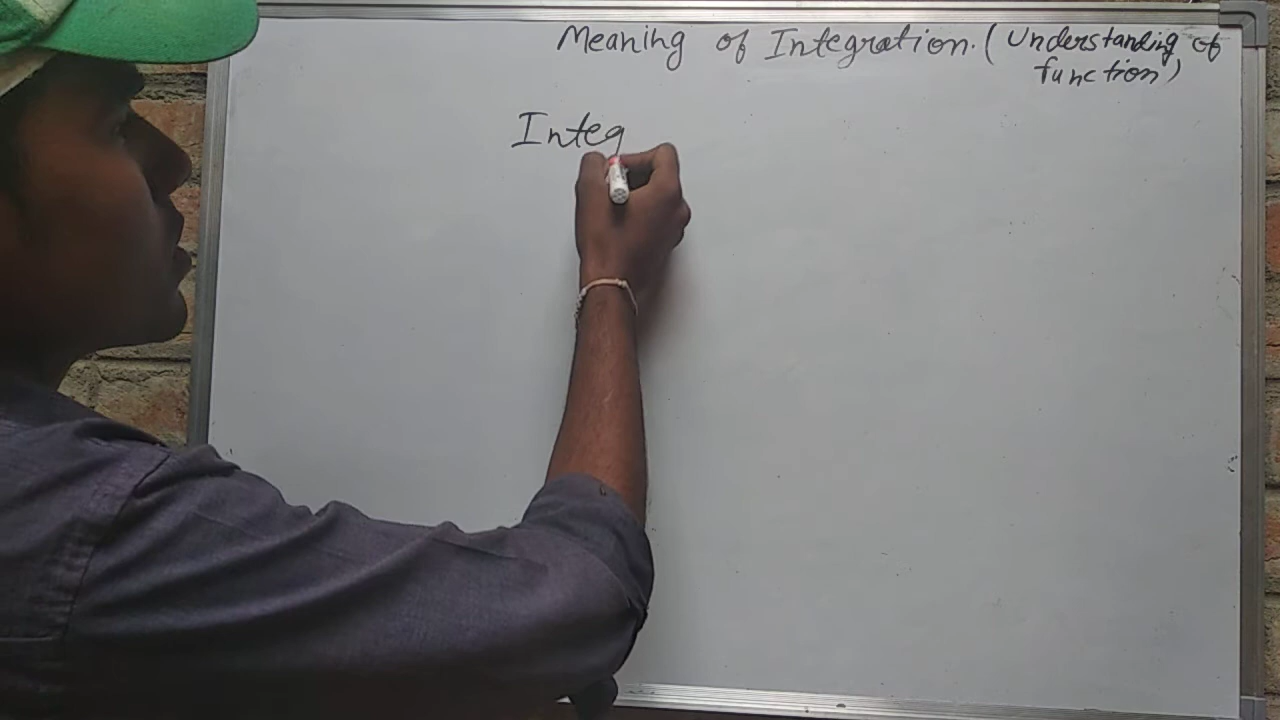 Meaning of Integration. (Understanding of
function)
Integ